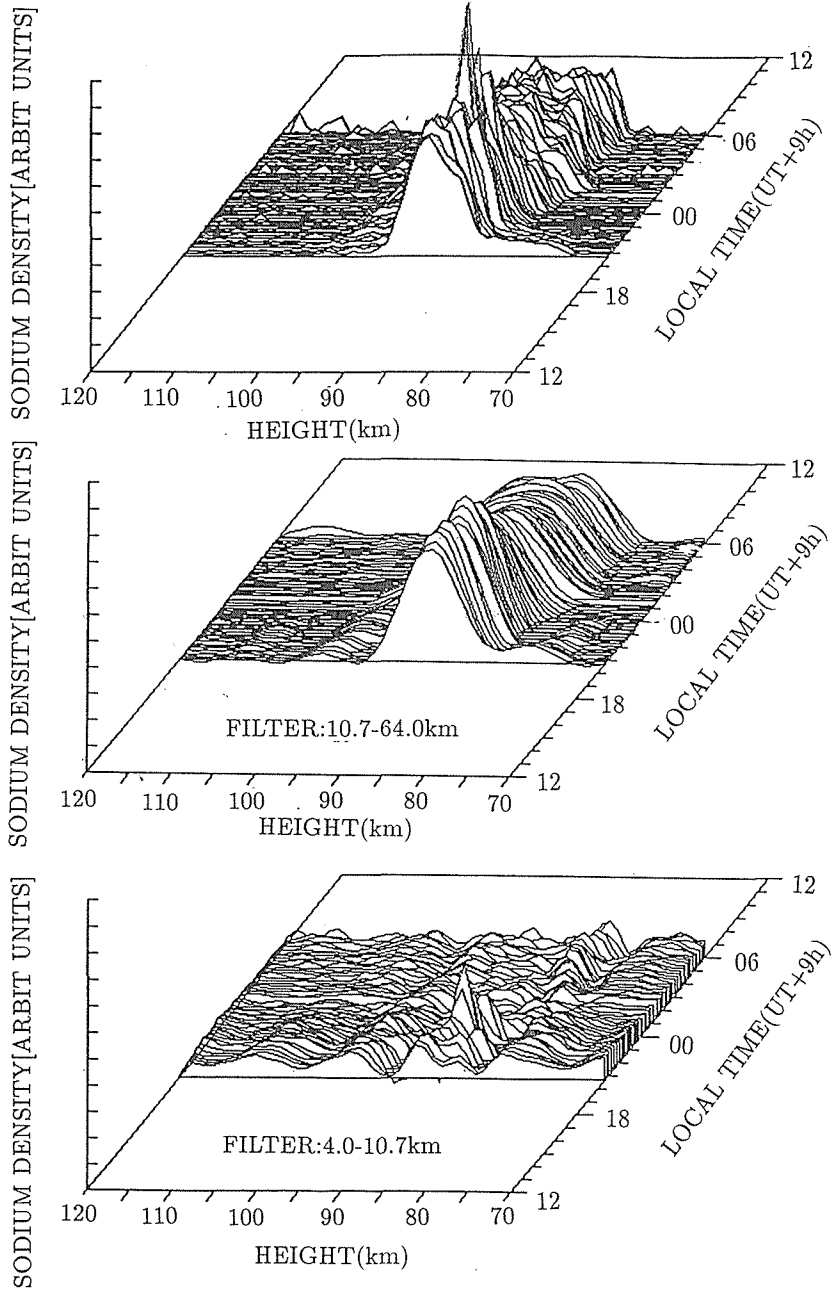 SODIUM DENSITY[ARBIT UNITS]
12
06
00
18
12
LOCAL TIME(UT+9h)
120 110 100 90 80 70
HEIGHT(km)
SODIUM DENSITY[ARBIT UNITS]
12
06
00
18
12
LOCAL TIME(UT+9h)
FILTER:10.7-64.0km
120 110 100 90 80 70
HEIGHT(km)
SODIUM DENSITY[ARBIT UNITS]
12
06
00
18
12
LOCAL TIME(UT+9h)
FILTER:4.0-10.7km
120 110 100 90 80 70
HEIGHT(km)